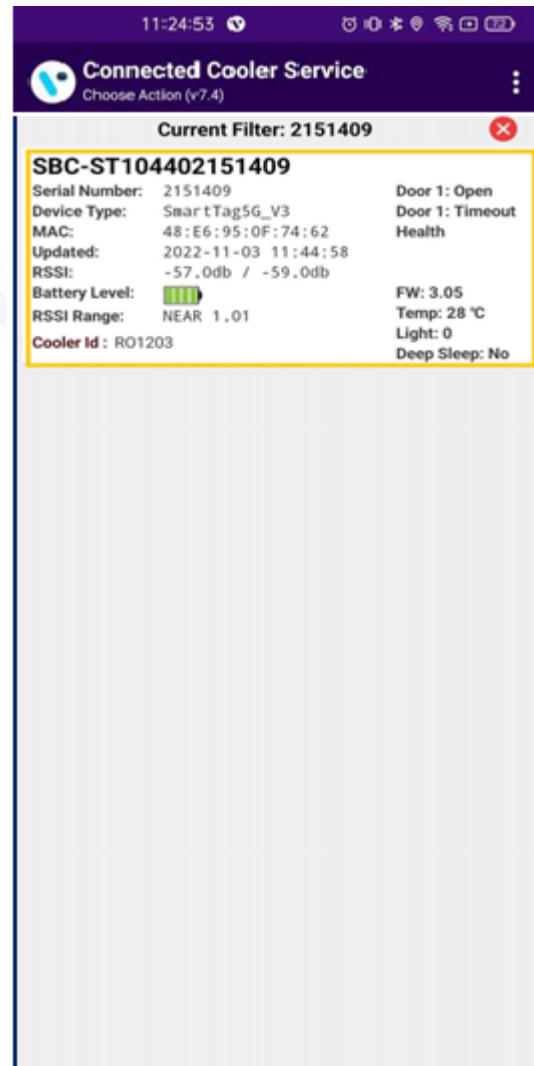 11:24:53
Connected Cooler Service
Choose Action (v7.4)
Current Filter: 2151409
SBC-ST104402151409
Serial Number: 2151409 Door 1: Open
Device Type: SmartTag5G_V3 Door 1: Timeout
MAC: 48:E6:95:0F:74:62 Health
Updated: 2022-11-03 11:44:58
RSSI: -57.0db / -59.0db
Battery Level: FW: 3.05
RSSI Range: NEAR 1.01 Temp: 28 °C
Light: 0
Cooler Id : RO1203
Deep Sleep: No